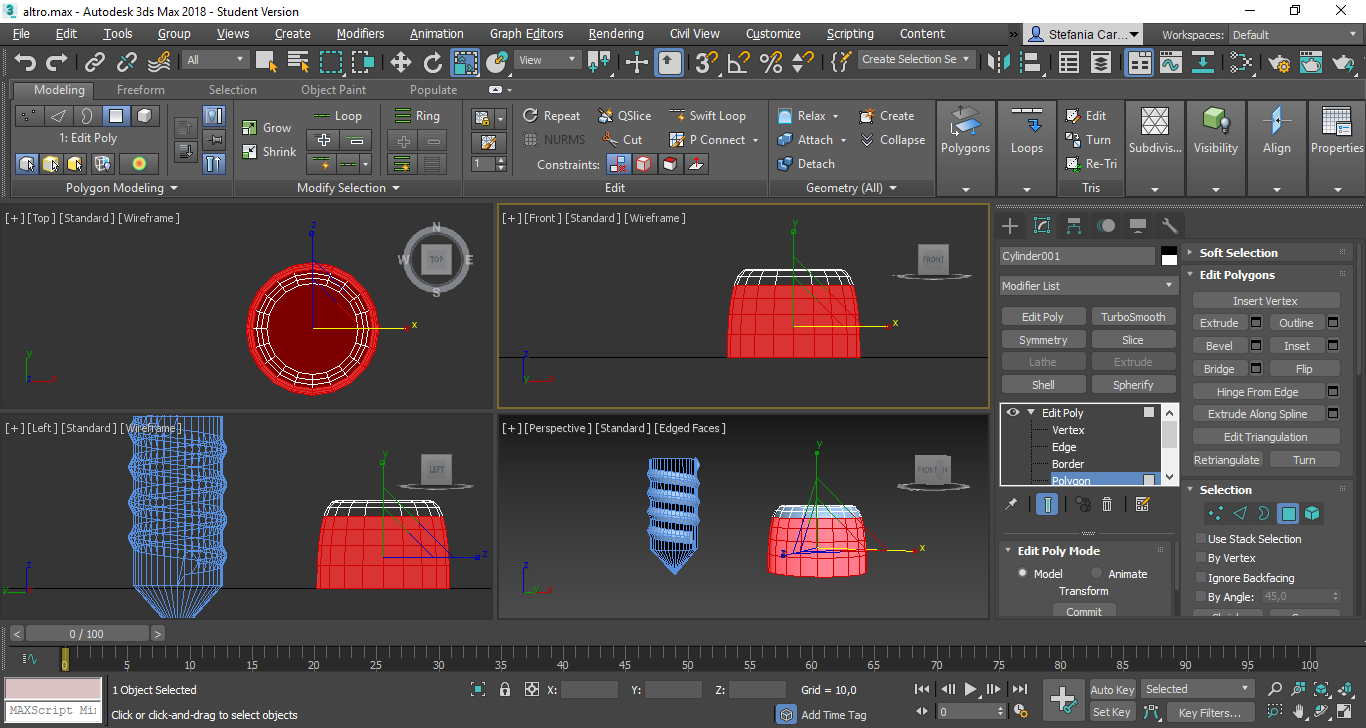 altro.max - Autodesk 3ds Max 2018 - Student Version
File Edit Tools Group Views Create Modifiers Animation Graph Editors Rendering Civil View Customize Scripting Content » Stefania Car... Workspaces: Default
All View Create Selection Se
Modeling Freeform Selection Object Paint Populate
Loop Ring Repeat QSlice Swift Loop Relax Create Edit
Grow NURMS Cut P Connect Attach Collapse Turn
1: Edit Poly
Shrink Constraints: Detach Re-Tri
1
Polygons Loops Subdivis... Visibility Align Properties
Polygon Modeling Modify Selection Edit Geometry (All) Tris
[+] [Top] [Standard] [Wireframe]
N W E S TOP
z x
y z
[+] [Front] [Standard] [Wireframe]
FRONT
y x
z y
[+] [Left] [Standard] [Wireframe]
LEFT
y z
z y
[+] [Perspective] [Standard] [Edged Faces]
FRONT
y x z
z y
Cylinder001
Modifier List
Edit Poly TurboSmooth
Symmetry Slice
Lathe Extrude
Shell Spherify
Edit Poly
Vertex
Edge
Border
Polygon
Edit Poly Mode
Model Animate
Transform
Commit
Soft Selection
Edit Polygons
Insert Vertex
Extrude Outline
Bevel Inset
Bridge Flip
Hinge From Edge
Extrude Along Spline
Edit Triangulation
Retriangulate Turn
Selection
Use Stack Selection
By Vertex
Ignore Backfacing
By Angle: 45,0
< 0 / 100 >
0 5 10 15 20 25 30 35 40 45 50 55 60 65 70 75 80 85 90 95 100
1 Object Selected X: Y: Z: Grid = 10,0 Auto Key Selected
MAXScript Mi Click or click-and-drag to select objects Add Time Tag 0 Set Key Key Filters...